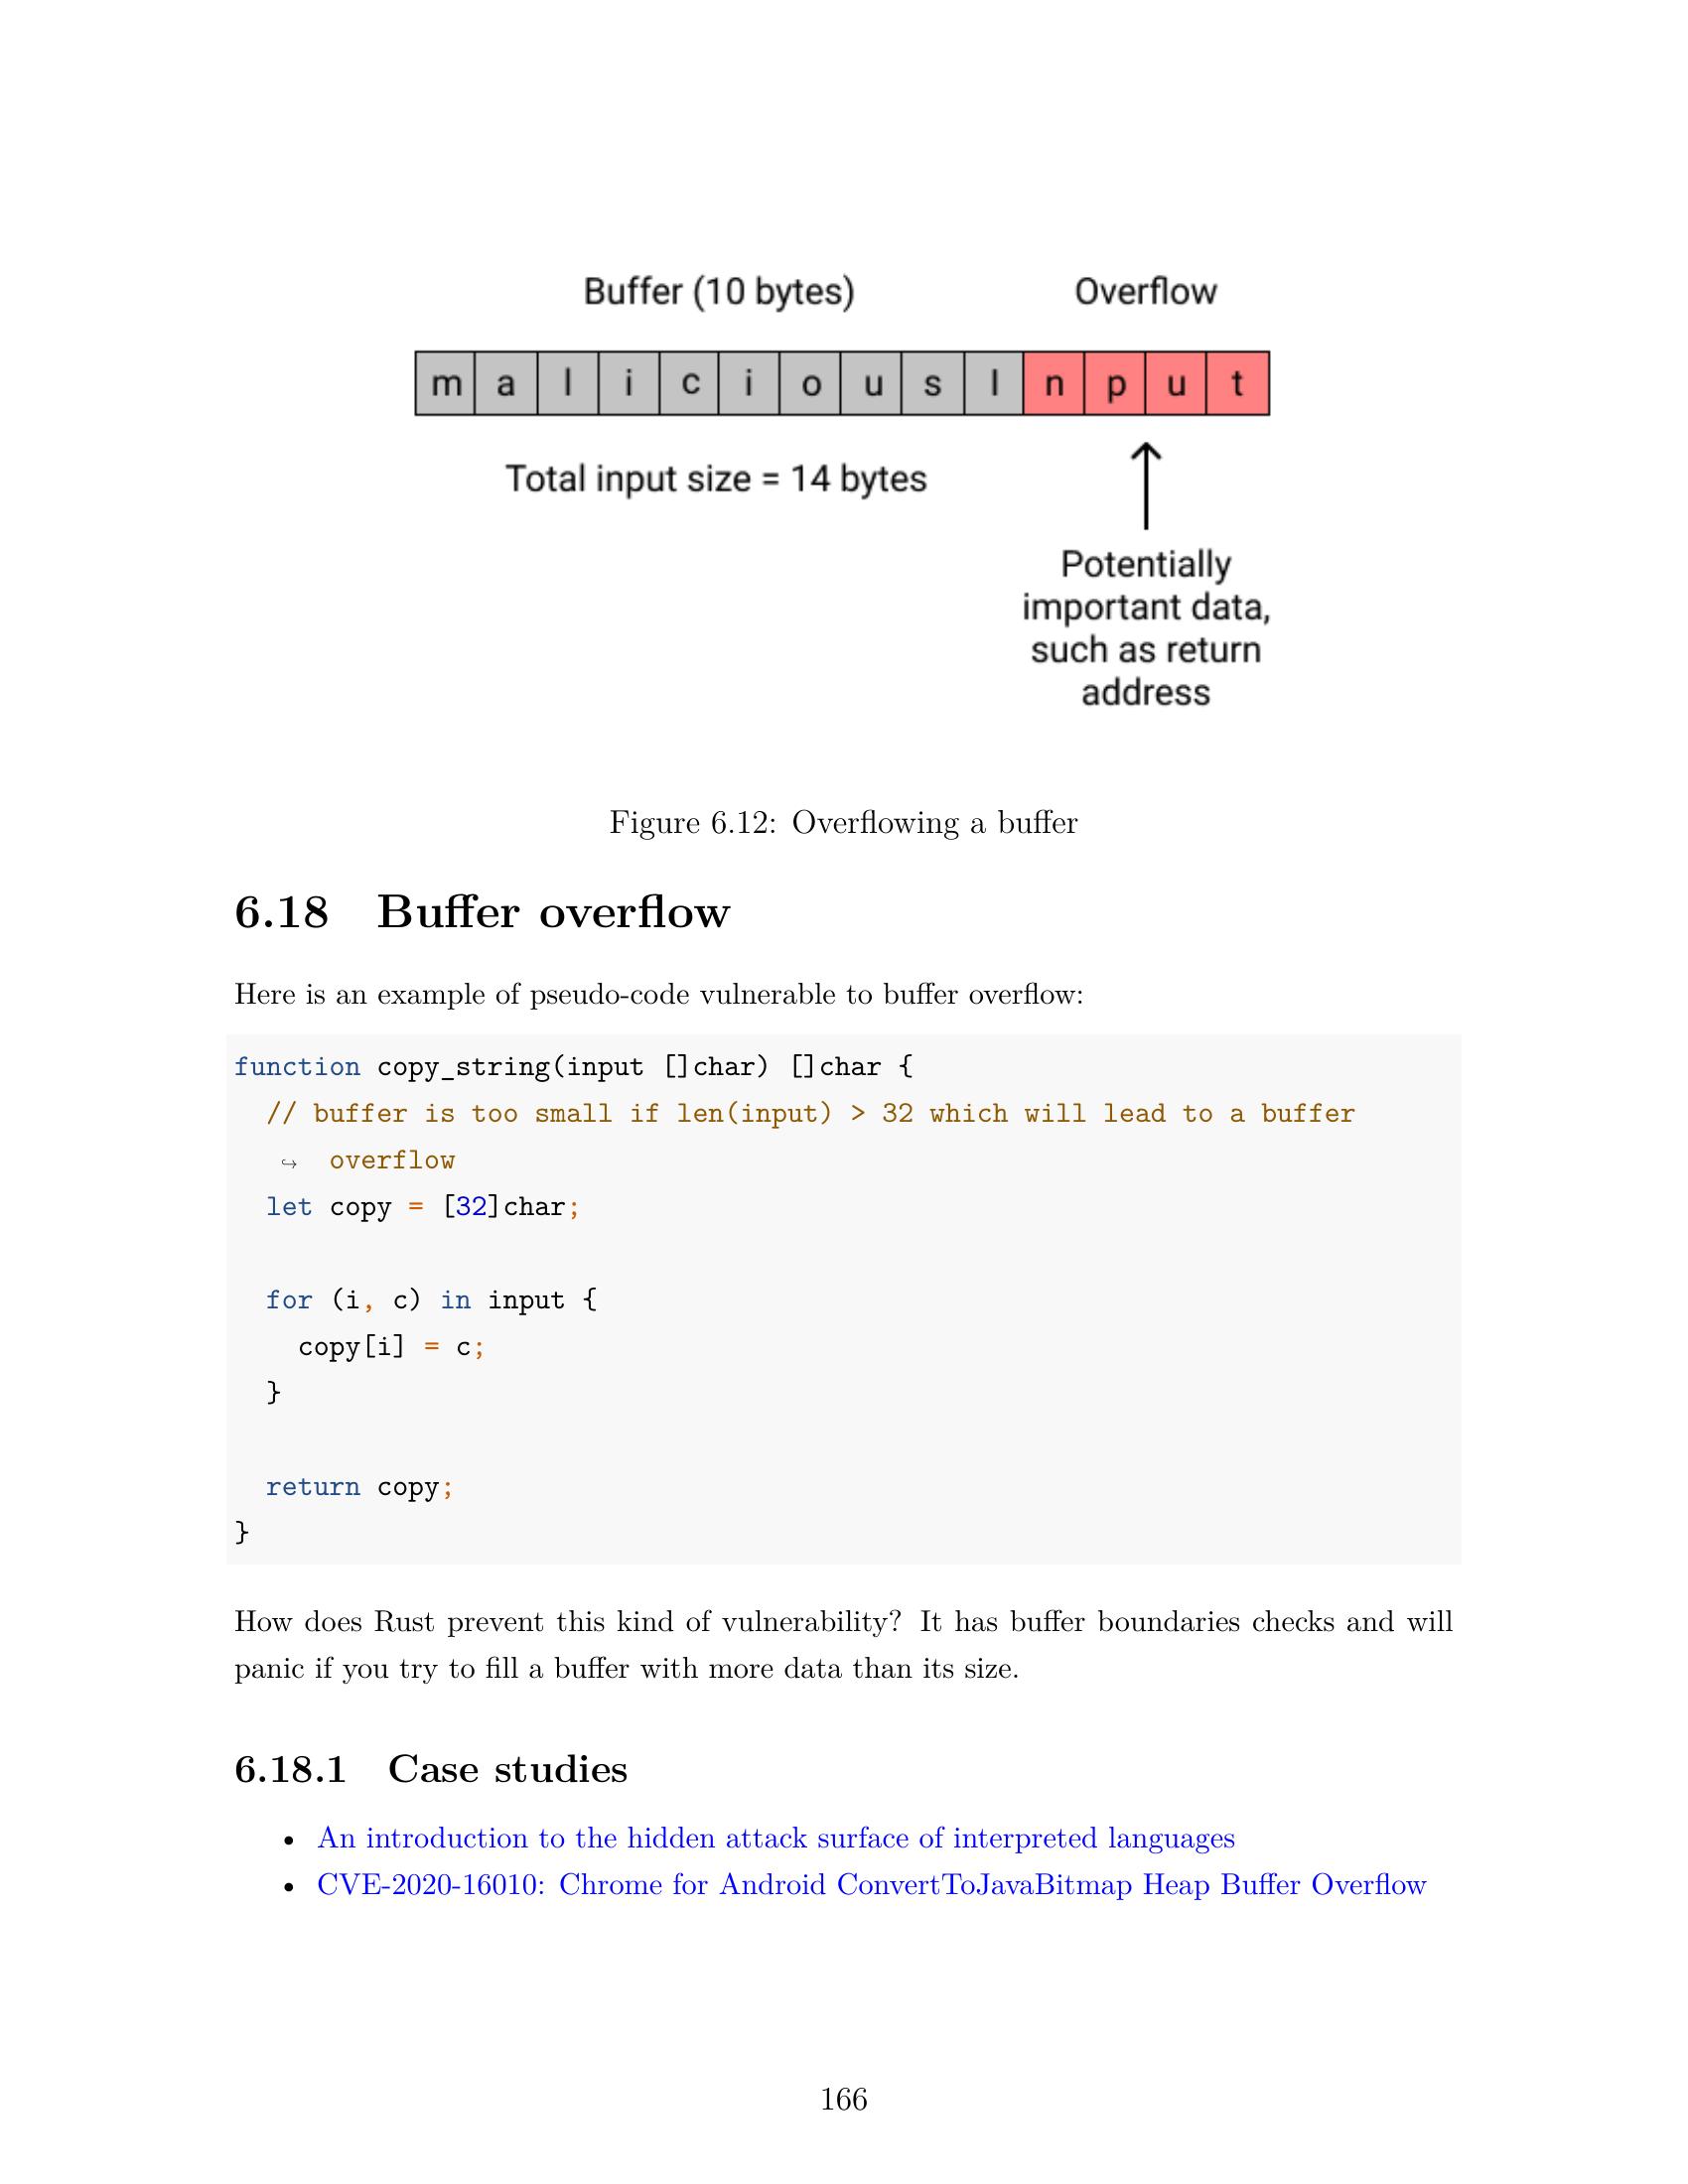 Buffer (10 bytes) Overflow
m a l i c i o u s I n p u t
Total input size = 14 bytes
Potentially
important data,
such as return
address
Figure 6.12: Overflowing a buffer
6.18 Buffer overflow
Here is an example of pseudo-code vulnerable to buffer overflow:
function copy_string(input []char) []char {
  // buffer is too small if len(input) > 32 which will lead to a buffer
   ↪  overflow
  let copy = [32]char;
  for (i, c) in input {
    copy[i] = c;
  }
  return copy;
}
How does Rust prevent this kind of vulnerability? It has buffer boundaries checks and will
panic if you try to fill a buffer with more data than its size.
6.18.1 Case studies
• An introduction to the hidden attack surface of interpreted languages
• CVE-2020-16010: Chrome for Android ConvertToJavaBitmap Heap Buffer Overflow
166